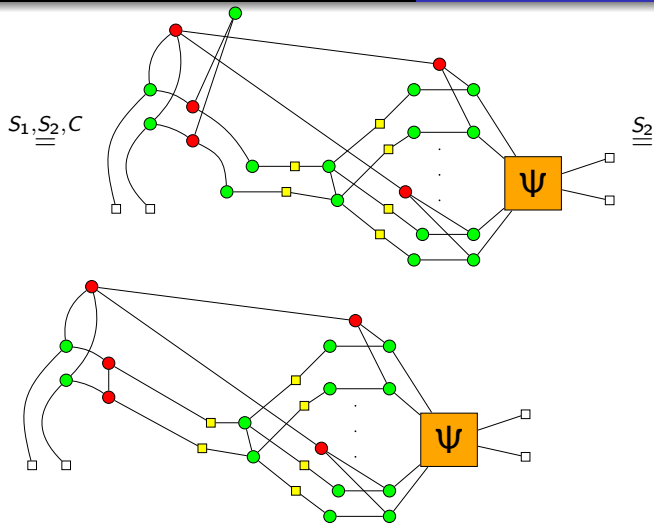 S₁,S₂,C
=
S₂
=
Ψ
Ψ